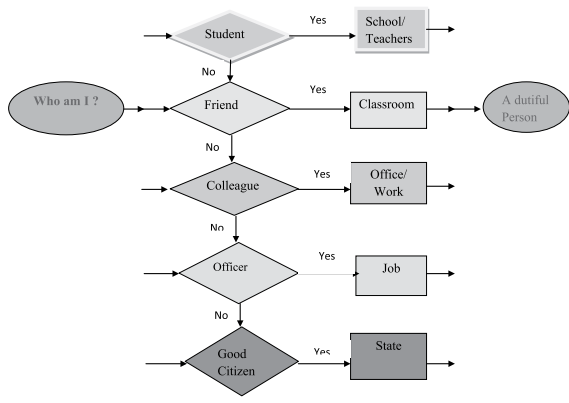 Student
Yes
School/
Teachers
No
Who am I ?
Friend
Yes
Classroom
A dutiful
Person
No
Colleague
Yes
Office/
Work
No
Officer
Yes
Job
No
Good
Citizen
Yes
State